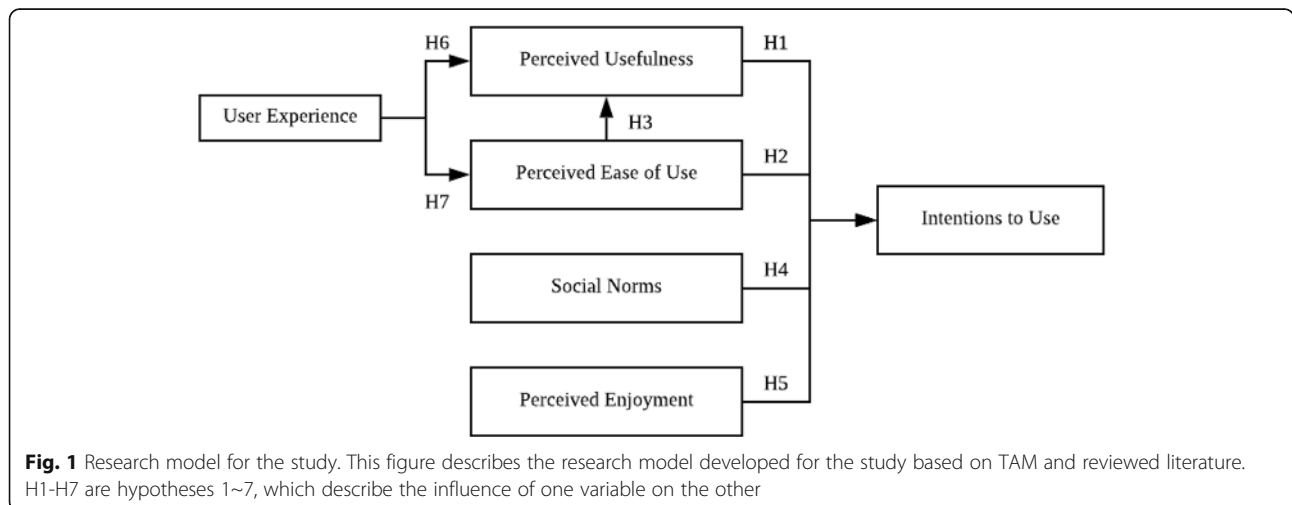 H6
Perceived Usefulness
H1
User Experience
H3
Perceived Ease of Use
H2
H7
Intentions to Use
Social Norms
H4
Perceived Enjoyment
H5
Fig. 1 Research model for the study. This figure describes the research model developed for the study based on TAM and reviewed literature.
H1-H7 are hypotheses 1~7, which describe the influence of one variable on the other